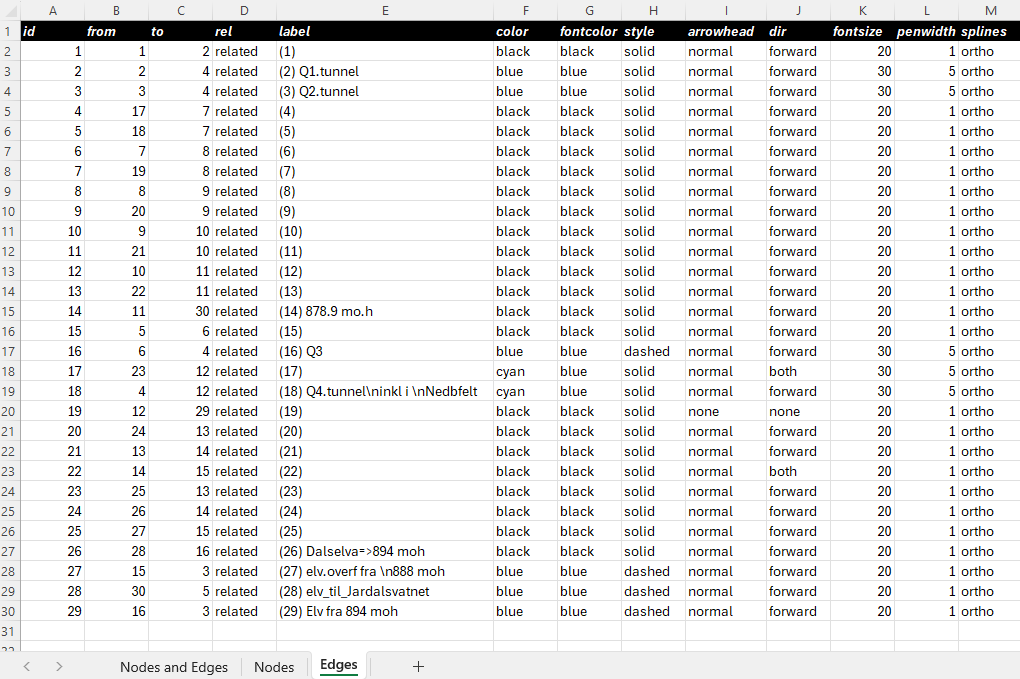 A B C D E F G H I J K L M
1 id from to rel label color fontcolor style arrowhead dir fontsize penwidth splines
2 1 1 2 related (1) black black solid normal forward 20 1 ortho
3 2 2 4 related (2) Q1.tunnel blue blue solid normal forward 30 5 ortho
4 3 3 4 related (3) Q2.tunnel blue blue solid normal forward 30 5 ortho
5 4 17 7 related (4) black black solid normal forward 20 1 ortho
6 5 18 7 related (5) black black solid normal forward 20 1 ortho
7 6 7 8 related (6) black black solid normal forward 20 1 ortho
8 7 19 8 related (7) black black solid normal forward 20 1 ortho
9 8 8 9 related (8) black black solid normal forward 20 1 ortho
10 9 20 9 related (9) black black solid normal forward 20 1 ortho
11 10 9 10 related (10) black black solid normal forward 20 1 ortho
12 11 21 10 related (11) black black solid normal forward 20 1 ortho
13 12 10 11 related (12) black black solid normal forward 20 1 ortho
14 13 22 11 related (13) black black solid normal forward 20 1 ortho
15 14 11 30 related (14) 878.9 mo.h black black solid normal forward 20 1 ortho
16 15 5 6 related (15) black black solid normal forward 20 1 ortho
17 16 6 4 related (16) Q3 blue blue dashed normal forward 30 5 ortho
18 17 23 12 related (17) cyan blue solid normal both 30 5 ortho
19 18 4 12 related (18) Q4.tunnel\ninkl i \nNedbfelt cyan blue solid normal forward 30 5 ortho
20 19 12 29 related (19) black black solid none none 20 1 ortho
21 20 24 13 related (20) black black solid normal forward 20 1 ortho
22 21 13 14 related (21) black black solid normal forward 20 1 ortho
23 22 14 15 related (22) black black solid normal both 20 1 ortho
24 23 25 13 related (23) black black solid normal forward 20 1 ortho
25 24 26 14 related (24) black black solid normal forward 20 1 ortho
26 25 27 15 related (25) black black solid normal forward 20 1 ortho
27 26 28 16 related (26) Dalselva=>894 moh black black solid normal forward 20 1 ortho
28 27 15 3 related (27) elv.overf fra \n888 moh blue blue dashed normal forward 20 1 ortho
29 28 30 5 related (28) elv_til_Jardalsvatnet blue blue dashed normal forward 20 1 ortho
30 29 16 3 related (29) Elv fra 894 moh blue blue dashed normal forward 20 1 ortho
31
Nodes and Edges Nodes Edges +